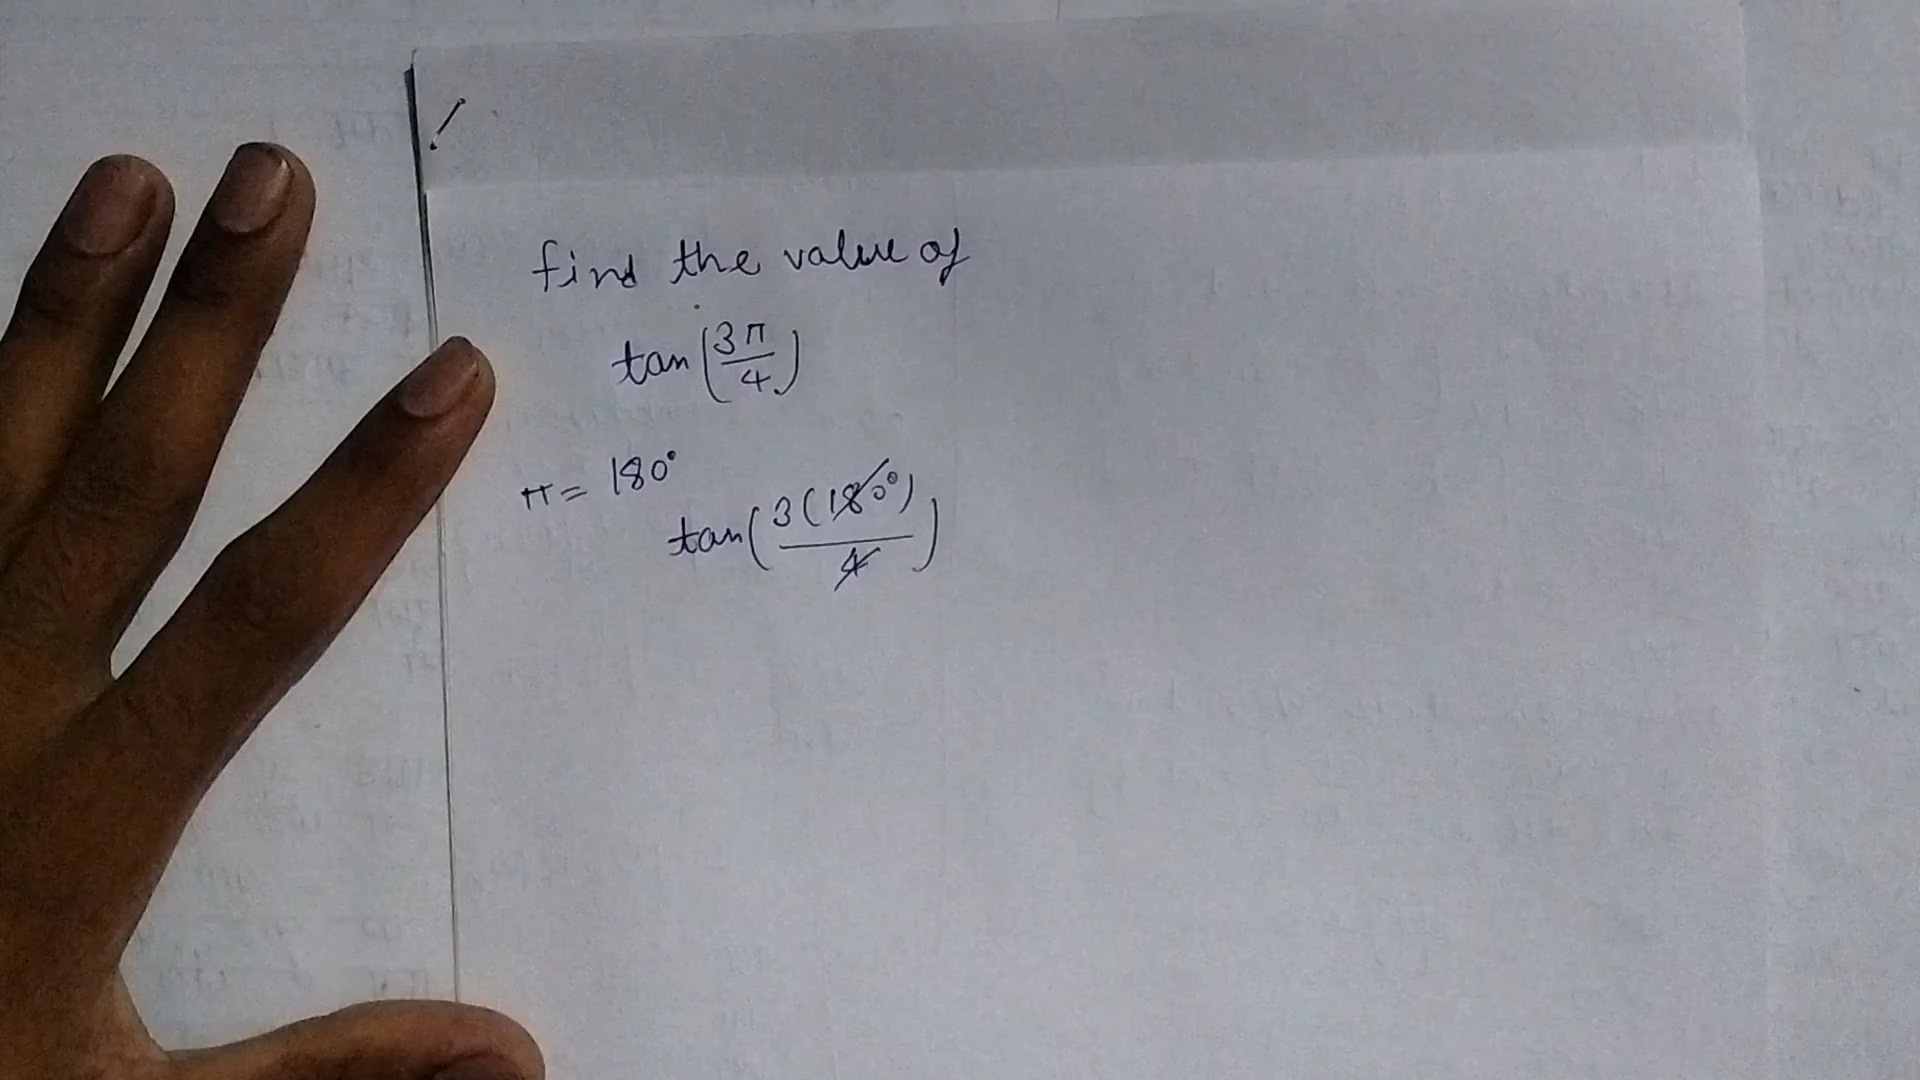 find the value of
tan(3π/4)
π = 180°
tan(3(180°)/4)